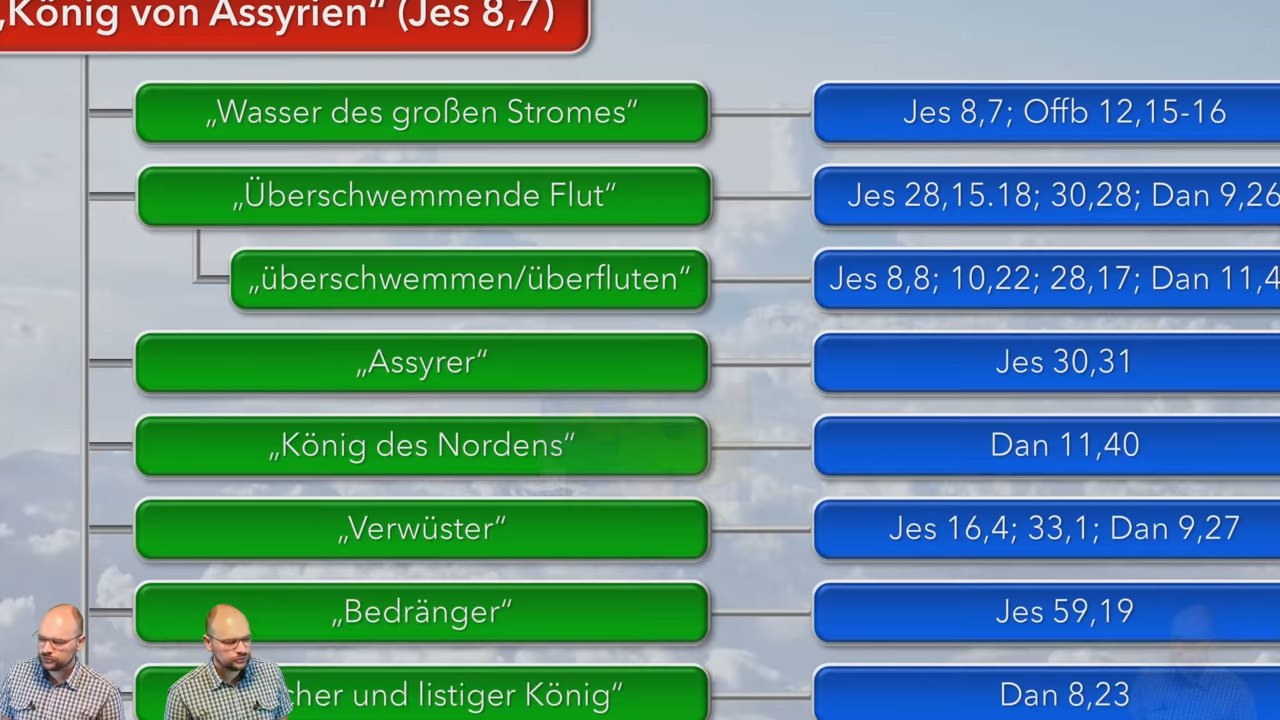 „König von Assyrien“ (Jes 8,7)
„Wasser des großen Stromes“ Jes 8,7; Offb 12,15-16
„Überschwemmende Flut“ Jes 28,15.18; 30,28; Dan 9,26
„überschwemmen/überfluten“ Jes 8,8; 10,22; 28,17; Dan 11,4
„Assyrer“ Jes 30,31
„König des Nordens“ Dan 11,40
„Verwüster“ Jes 16,4; 33,1; Dan 9,27
„Bedränger“ Jes 59,19
und listiger König“ Dan 8,23